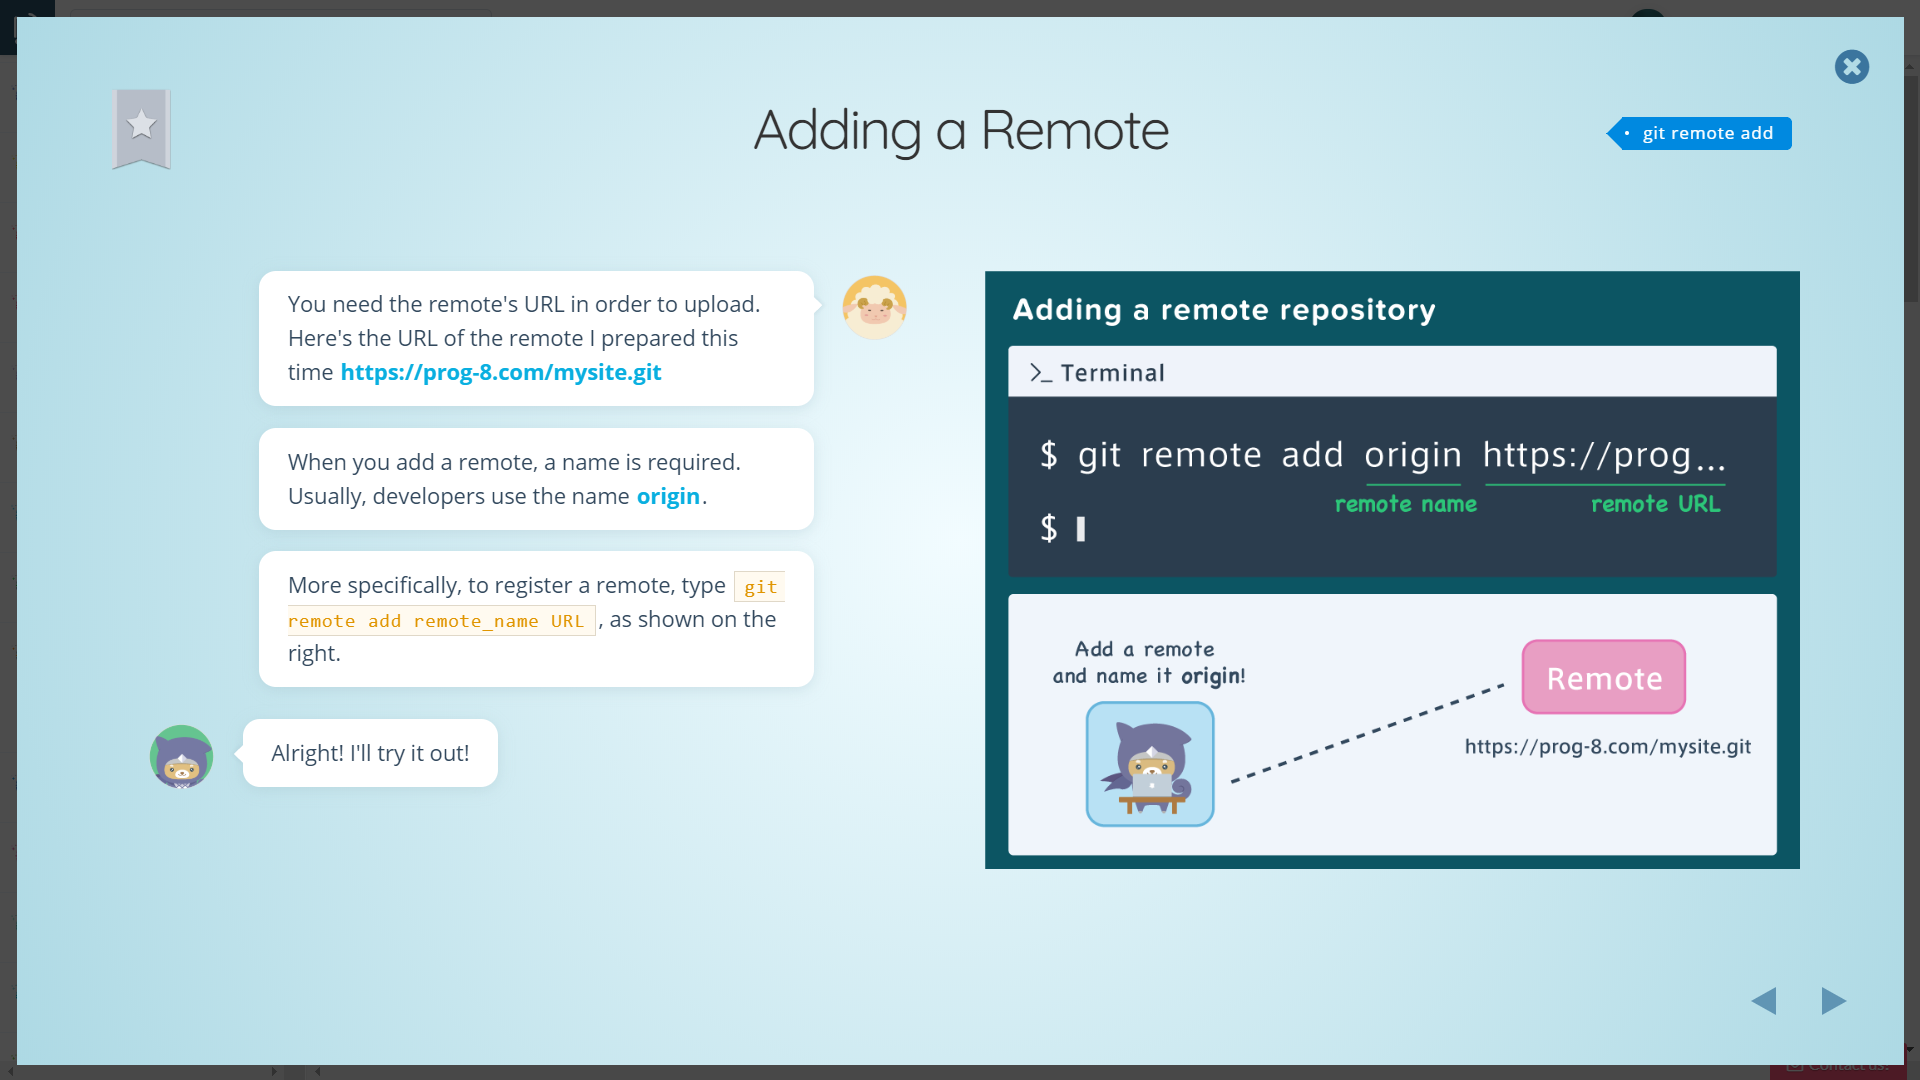 Adding a Remote
• git remote add
You need the remote's URL in order to upload.
Here's the URL of the remote I prepared this
time https://prog-8.com/mysite.git
When you add a remote, a name is required.
Usually, developers use the name origin.
More specifically, to register a remote, type git
remote add remote_name URL , as shown on the
right.
Alright! I'll try it out!
Adding a remote repository
>_ Terminal
$ git remote add origin https://prog...
remote name remote URL
$
Add a remote
and name it origin!
Remote
https://prog-8.com/mysite.git
Contact us!